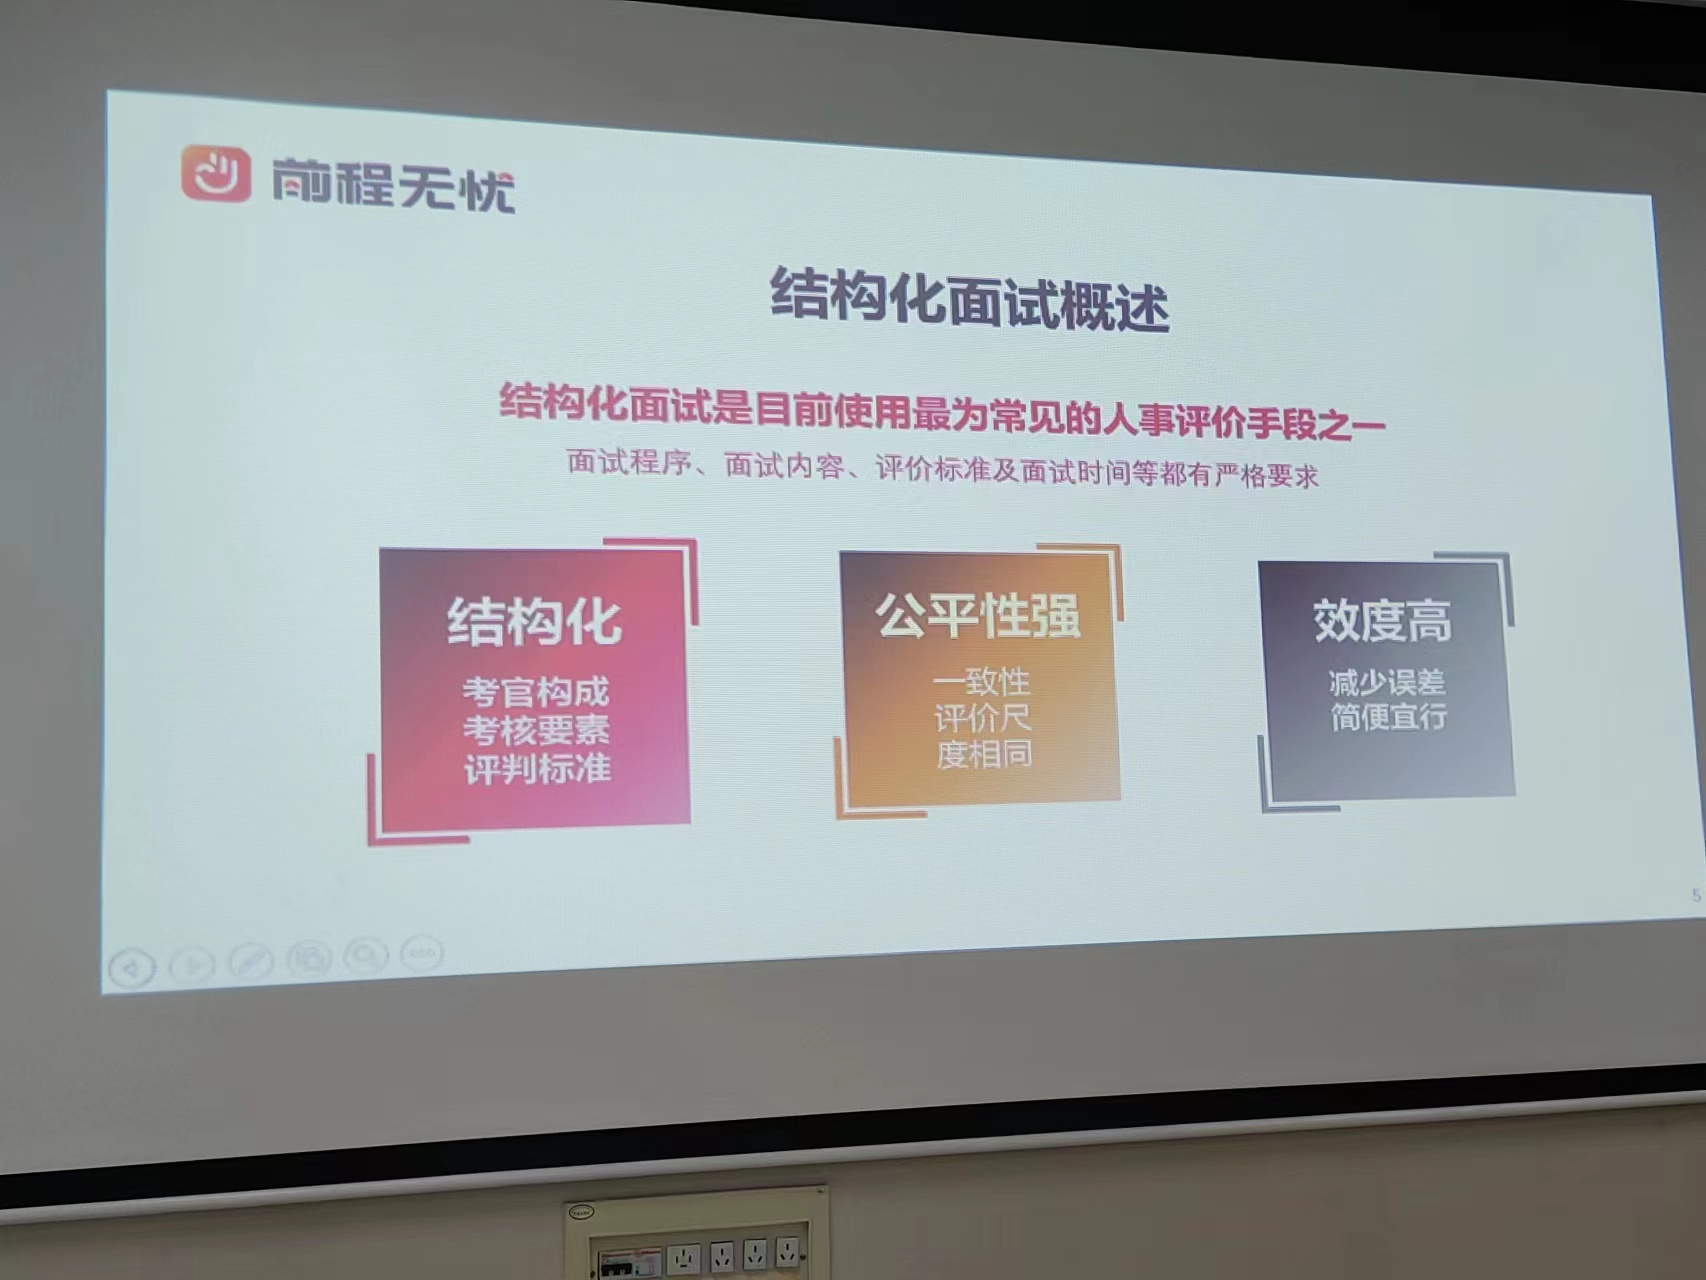 前程无忧
结构化面试概述
结构化面试是目前使用最为常见的人事评价手段之一
面试程序、面试内容、评价标准及面试时间等都有严格要求
结构化
考官构成
考核要素
评判标准
公平性强
一致性
评价尺
度相同
效度高
减少误差
简便宜行
5